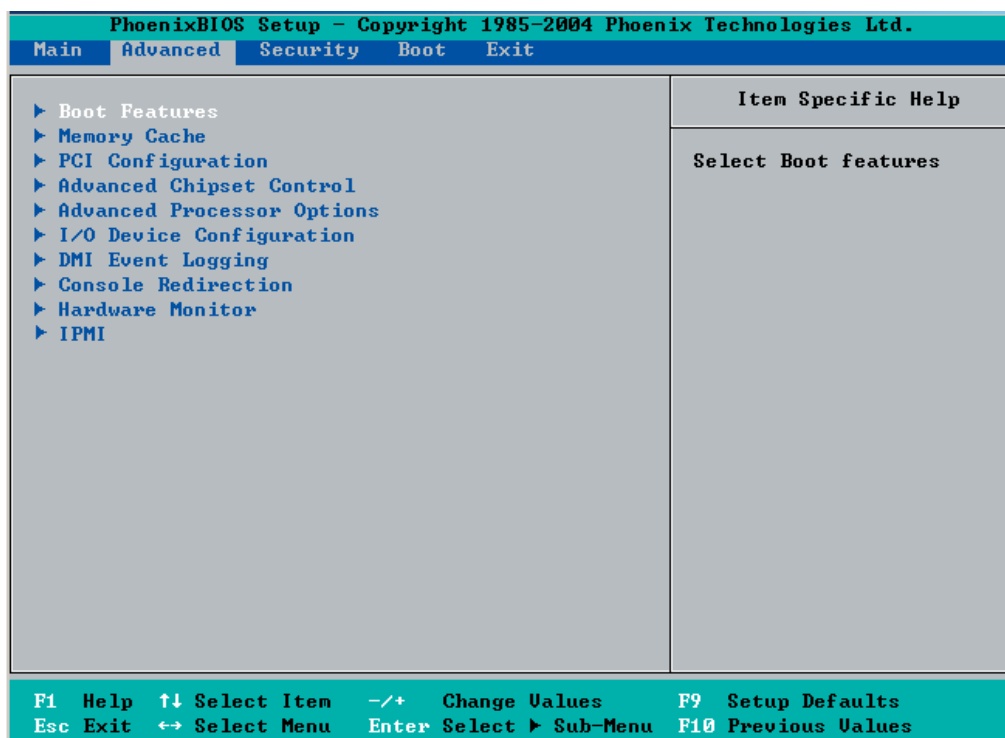 PhoenixBIOS Setup – Copyright 1985-2004 Phoenix Technologies Ltd.
Main Advanced Security Boot Exit
Item Specific Help
Select Boot features
▶ Boot Features
▶ Memory Cache
▶ PCI Configuration
▶ Advanced Chipset Control
▶ Advanced Processor Options
▶ I/O Device Configuration
▶ DMI Event Logging
▶ Console Redirection
▶ Hardware Monitor
▶ IPMI
F1 Help ↑↓ Select Item -/+ Change Values F9 Setup Defaults
Esc Exit ↔ Select Menu Enter Select ▶ Sub-Menu F10 Previous Values